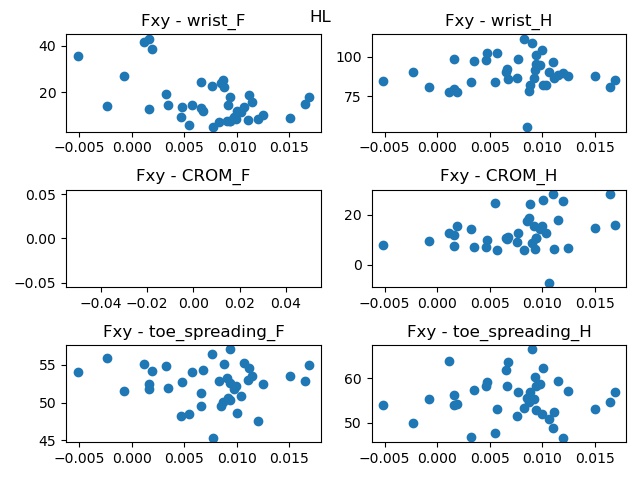 HL
Fxy - wrist_F
Fxy - wrist_H
40
20
−0.005 0.000 0.005 0.010 0.015
100
75
−0.005 0.000 0.005 0.010 0.015
Fxy - CROM_F
Fxy - CROM_H
0.05
0.00
−0.05
−0.04 −0.02 0.00 0.02 0.04
20
0
−0.005 0.000 0.005 0.010 0.015
Fxy - toe_spreading_F
Fxy - toe_spreading_H
55
50
45
−0.005 0.000 0.005 0.010 0.015
60
50
−0.005 0.000 0.005 0.010 0.015